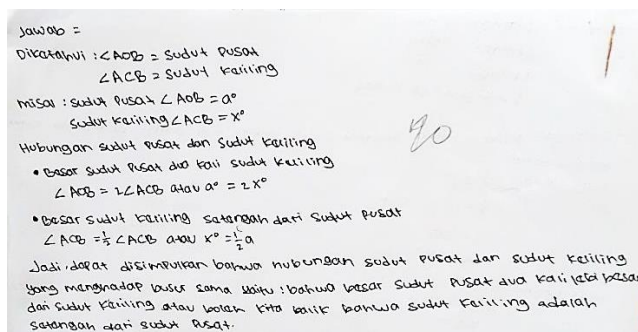 Jawab =
Diketahui : ∠AOB = Sudut Pusat
∠ACB = Sudut Keliling
misal : Sudut Pusat ∠AOB = a°
Sudut Keliling ∠ACB = x°
Hubungan sudut pusat dan sudut keliling
• Besar sudut pusat dua kali sudut keliling
∠AOB = 2∠ACB atau a° = 2x°
• Besar sudut keliling setengah dari sudut pusat
∠ACB = ½ ∠ACB atau x° = ½a
Jadi, dapat disimpulkan bahwa hubungan sudut pusat dan sudut keliling
yang menghadap busur sama yaitu : bahwa besar sudut pusat dua kali lebi besar
dari sudut keliling atau boleh kita balik bahwa sudut keliling adalah
setengah dari sudut pusat.